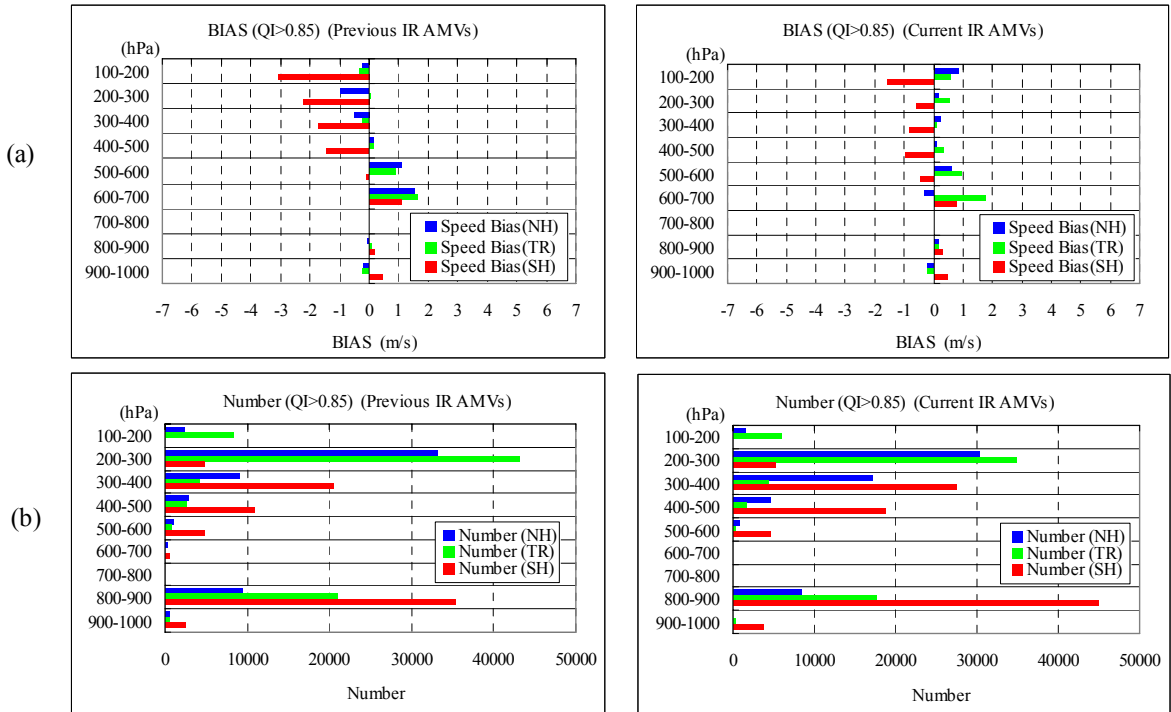 (a)
BIAS (QI>0.85) (Previous IR AMVs)
(hPa)
100-200
200-300
300-400
400-500
500-600
600-700
700-800
800-900
900-1000
Speed Bias(NH)
Speed Bias(TR)
Speed Bias(SH)
-7 -6 -5 -4 -3 -2 -1 0 1 2 3 4 5 6 7
BIAS (m/s)
BIAS (QI>0.85) (Current IR AMVs)
(hPa)
100-200
200-300
300-400
400-500
500-600
600-700
700-800
800-900
900-1000
Speed Bias(NH)
Speed Bias(TR)
Speed Bias(SH)
-7 -6 -5 -4 -3 -2 -1 0 1 2 3 4 5 6 7
BIAS (m/s)
(b)
Number (QI>0.85) (Previous IR AMVs)
(hPa)
100-200
200-300
300-400
400-500
500-600
600-700
700-800
800-900
900-1000
Number (NH)
Number (TR)
Number (SH)
0 10000 20000 30000 40000 50000
Number
Number (QI>0.85) (Current IR AMVs)
(hPa)
100-200
200-300
300-400
400-500
500-600
600-700
700-800
800-900
900-1000
Number (NH)
Number (TR)
Number (SH)
0 10000 20000 30000 40000 50000
Number